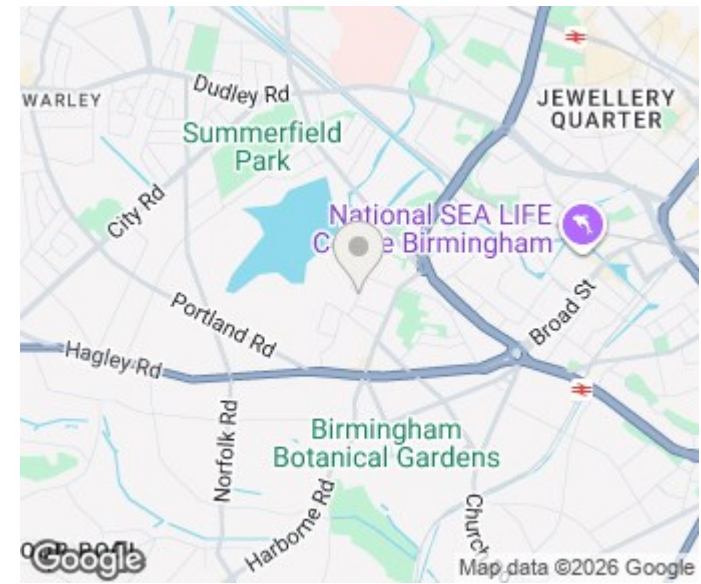 Dudley Rd
WARLEY
JEWELLERY
QUARTER
Summerfield
Park
City Rd
National SEA LIFE
Birmingham
Broad St
Portland Rd
Hagley Rd
Norfolk Rd
Birmingham
Botanical Gardens
Harborne Rd
Church
Google
Map data ©2026 Google